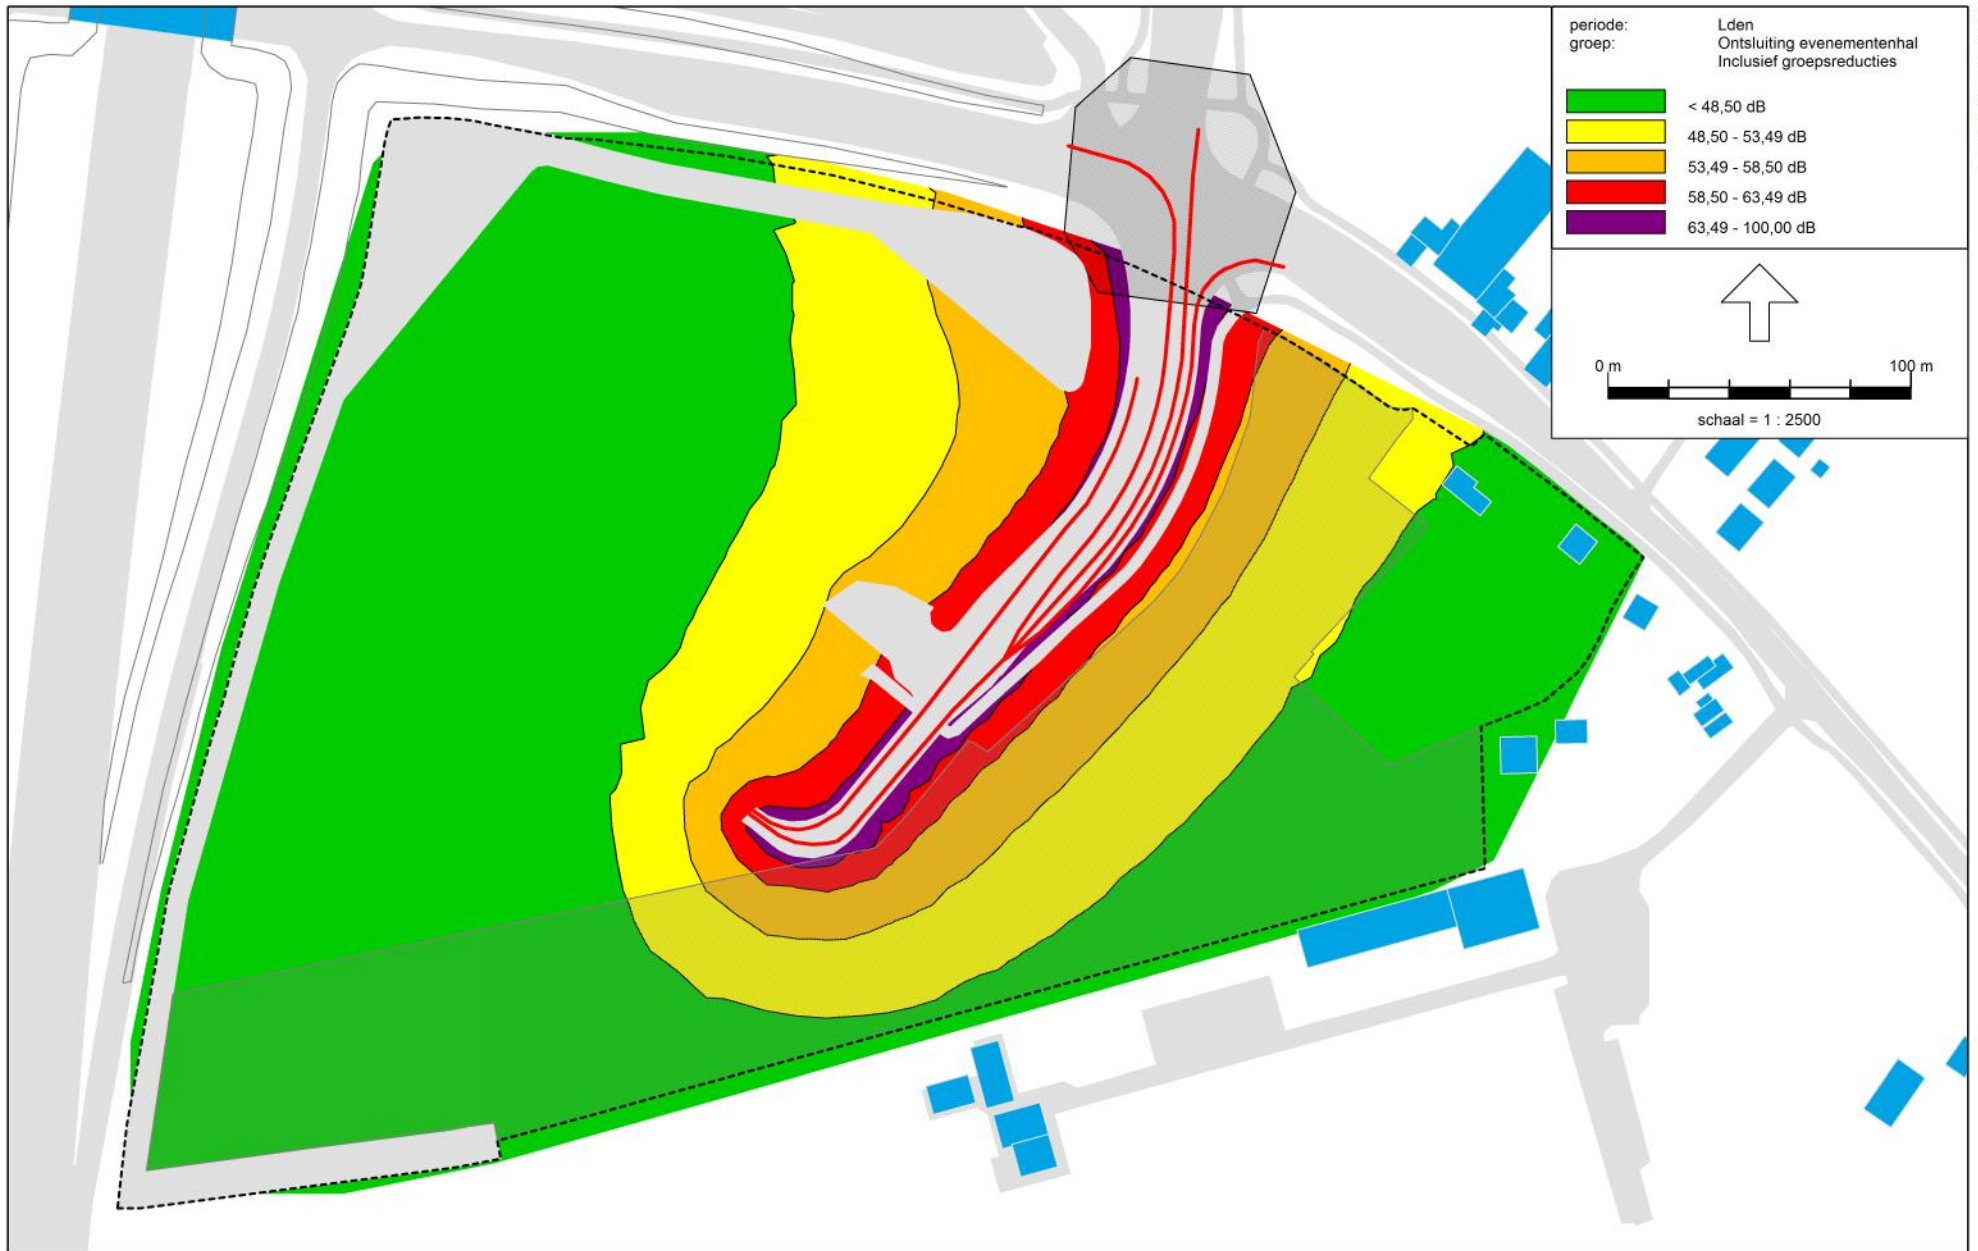 periode: Lden
groep: Ontsluiting evenementenhal
Inclusief groepsreducties
< 48,50 dB
48,50 - 53,49 dB
53,49 - 58,50 dB
58,50 - 63,49 dB
63,49 - 100,00 dB
0 m 100 m
schaal = 1 : 2500